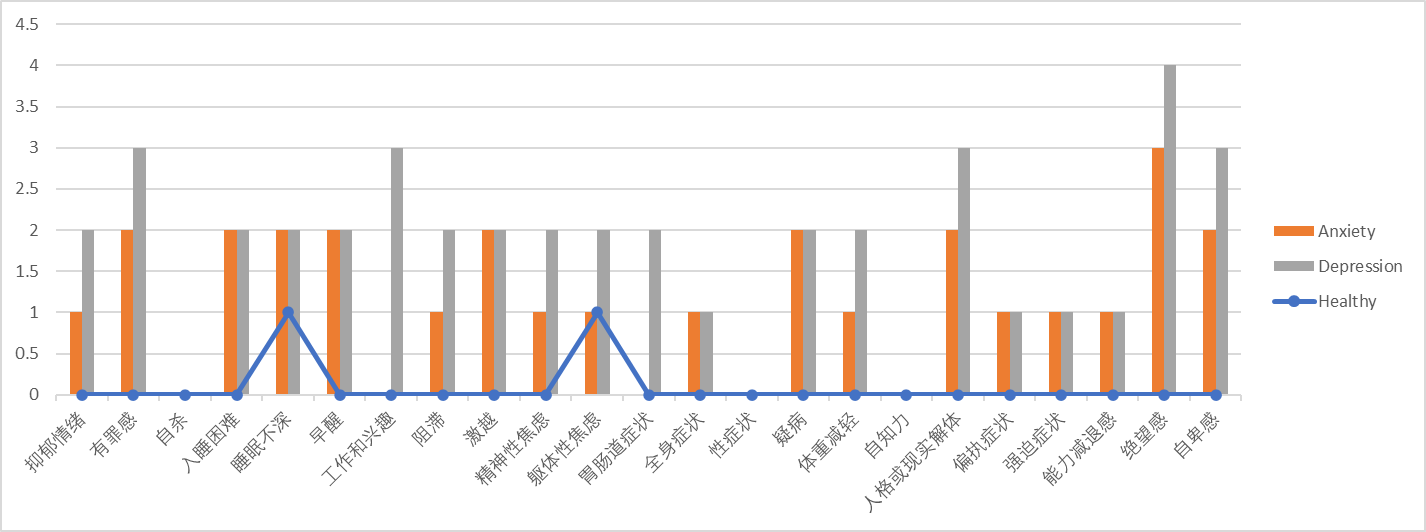 4.5
4
3.5
3
2.5
2
1.5
1
0.5
0
抑郁情绪
有罪感
自杀
入睡困难
睡眠不深
早醒
工作和兴趣
阻滞
激越
精神性焦虑
躯体性焦虑
胃肠道症状
全身症状
性症状
疑病
体重减轻
自知力
人格或现实解体
偏执症状
强迫症状
能力减退感
绝望感
自卑感
Anxiety
Depression
Healthy